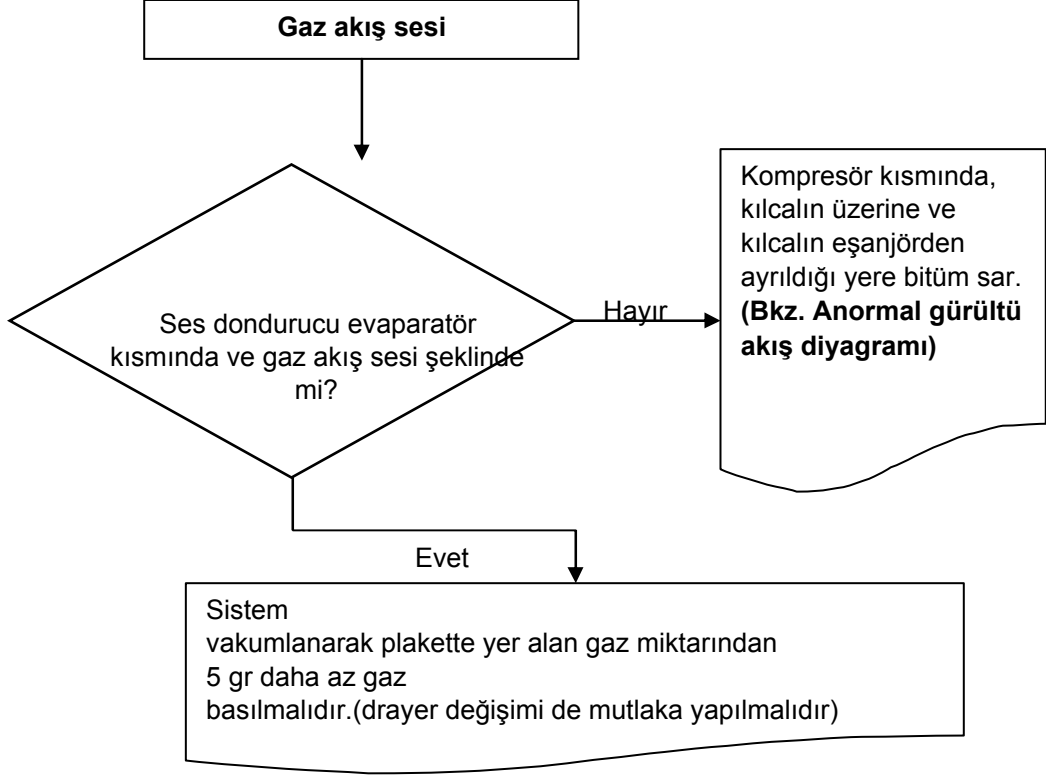 Gaz akış sesi
Ses dondurucu evaparatör
kısmında ve gaz akış sesi şeklinde
mi?
Hayır
Kompresör kısmında,
kılcalın üzerine ve
kılcalın eşanjörden
ayrıldığı yere bitüm sar.
(Bkz. Anormal gürültü
akış diyagramı)
Evet
Sistem
vakumlanarak plakette yer alan gaz miktarından
5 gr daha az gaz
basılmalıdır.(drayer değişimi de mutlaka yapılmalıdır)